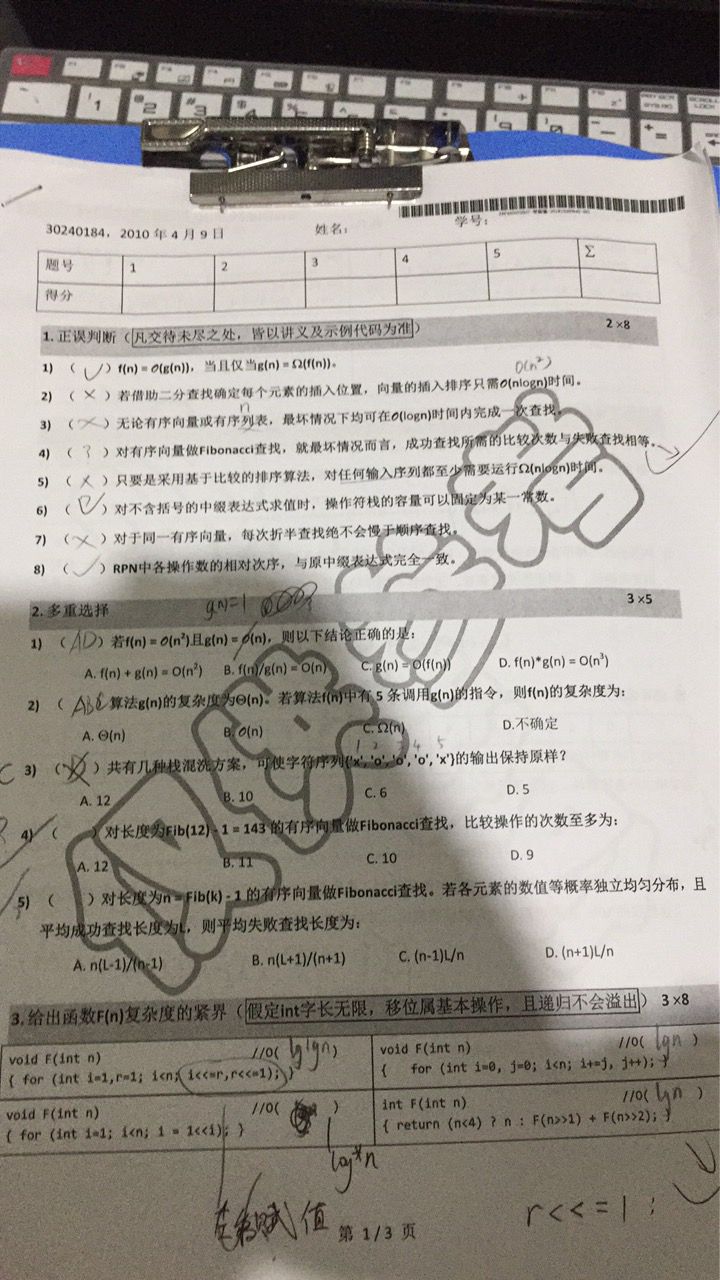 30240184，2010 年 4 月 9 日 姓名： 学号：
题号 1 2 3 4 5 Σ
得分
1. 正误判断（凡交待未尽之处，皆以讲义及示例代码为准） 2×8
1) （ √ ）f(n) = O(g(n))，当且仅当g(n) = Ω(f(n))。
O(n²)
2) （ × ）若借助二分查找确定每个元素的插入位置，向量的插入排序只需O(nlogn)时间。
n
3) （ × ）无论有序向量或有序列表，最坏情况下均可在O(logn)时间内完成一次查找。
4) （ ? ）对有序向量做Fibonacci查找，就最坏情况而言，成功查找所需的比较次数与失败查找相等。
5) （ × ）只要是采用基于比较的排序算法，对任何输入序列都至少需要运行Ω(nlogn)时间。
6) （ √ ）对不含括号的中缀表达式求值时，操作符栈的容量可以固定为某一常数。
7) （ × ）对于同一有序向量，每次折半查找绝不会慢于顺序查找。
8) （ √ ）RPN中各操作数的相对次序，与原中缀表达式完全一致。
2. 多重选择 3×5
g(n)=1
1) （ AD ）若f(n) = O(n²)且g(n) = O(n)，则以下结论正确的是：
A. f(n) + g(n) = O(n²) B. f(n)/g(n) = O(n) C. g(n) = O(f(n)) D. f(n)*g(n) = O(n³)
2) （ ABC 算法g(n)的复杂度为Θ(n)。若算法f(n)中有 5 条调用g(n)的指令，则f(n)的复杂度为：
A. Θ(n) B. O(n) C. Ω(n) D.不确定
1 2 3 4 5
C 3) （ ）共有几种栈混洗方案，可使字符序列{'x', 'o', 'o', 'o', 'x'}的输出保持原样？
A. 12 B. 10 C. 6 D. 5
4) （ ）对长度为Fib(12) - 1 = 143 的有序向量做Fibonacci查找，比较操作的次数至多为：
A. 12 B. 11 C. 10 D. 9
5) （ ）对长度为n = Fib(k) - 1 的有序向量做Fibonacci查找。若各元素的数值等概率独立均匀分布，且
平均成功查找长度为L，则平均失败查找长度为：
A. n(L-1)/(n-1) B. n(L+1)/(n+1) C. (n-1)L/n D. (n+1)L/n
3. 给出函数F(n)复杂度的紧界（假定int字长无限，移位属基本操作，且递归不会溢出）3×8
void F(int n) //O( lglgn )
{ for (int i=1,r=1; i<n; i<<=r,r<<=1); }
void F(int n) //O( lgn )
{ for (int i=0, j=0; i<n; i+=j, j++); }
void F(int n) //O( )
{ for (int i=1; i<n; i = 1<<i); }
int F(int n) //O( lgn )
{ return (n<4) ? n : F(n>>1) + F(n>>2); }
log*n
赋值
r<<=1;
第 1 / 3 页